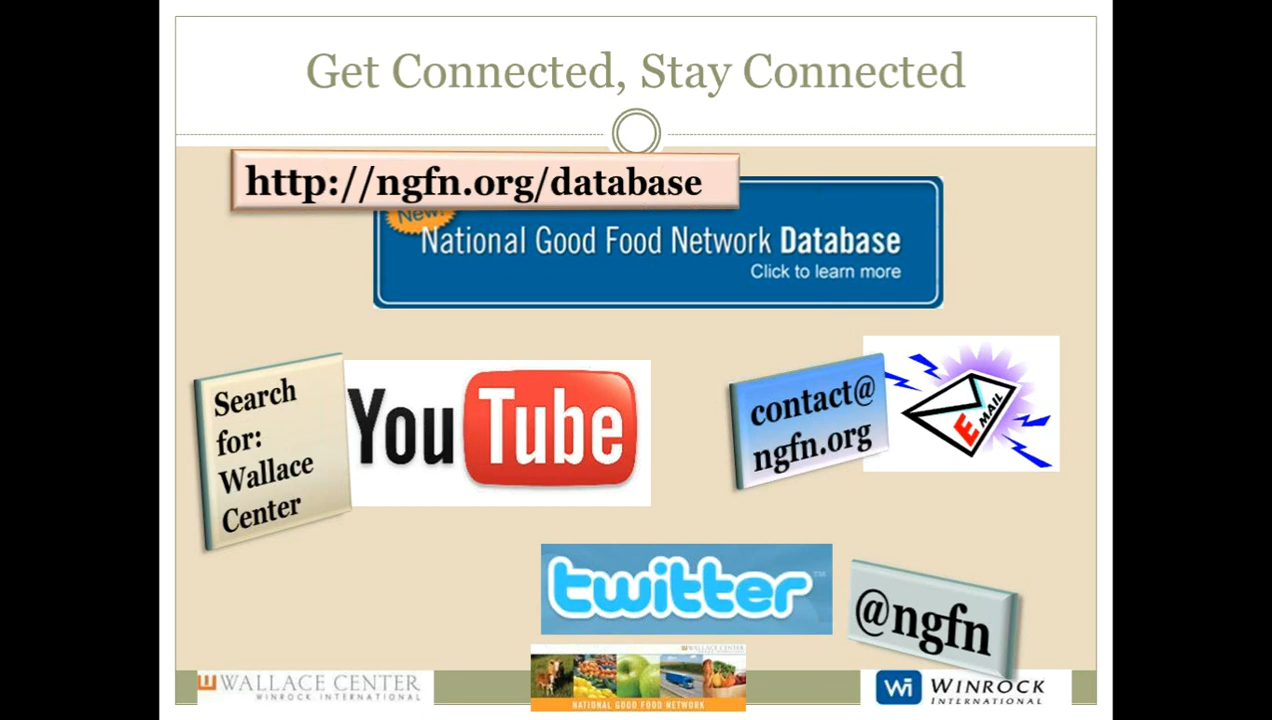 Get Connected, Stay Connected
http://ngfn.org/database
New!
National Good Food Network Database
Click to learn more
Search
for:
Wallace
Center
YouTube
contact@
ngfn.org
E MAIL
twitter™
@ngfn
WALLACE CENTER
WINROCK INTERNATIONAL
WALLACE CENTER
NATIONAL GOOD FOOD NETWORK
Wi WINROCK
INTERNATIONAL